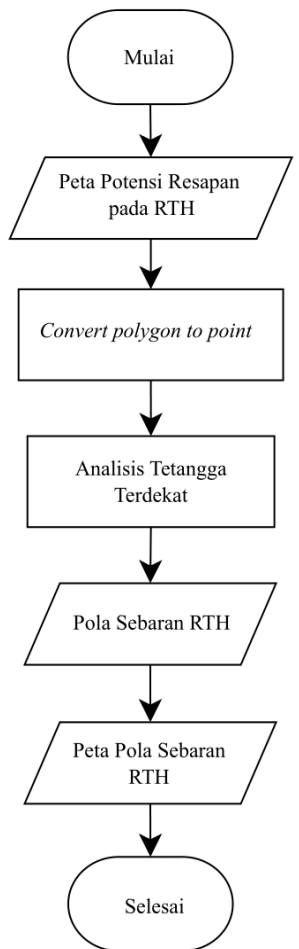 Mulai
Peta Potensi Resapan
pada RTH
Convert polygon to point
Analisis Tetangga
Terdekat
Pola Sebaran RTH
Peta Pola Sebaran
RTH
Selesai